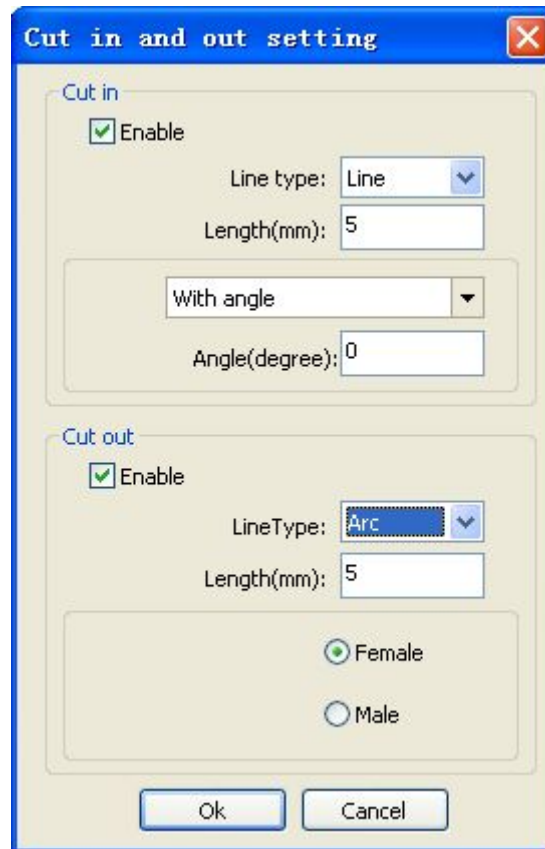 Cut in and out setting
Cut in
Enable
Line type: Line
Length(mm): 5
With angle
Angle(degree): 0
Cut out
Enable
LineType: Arc
Length(mm): 5
Female
Male
Ok Cancel